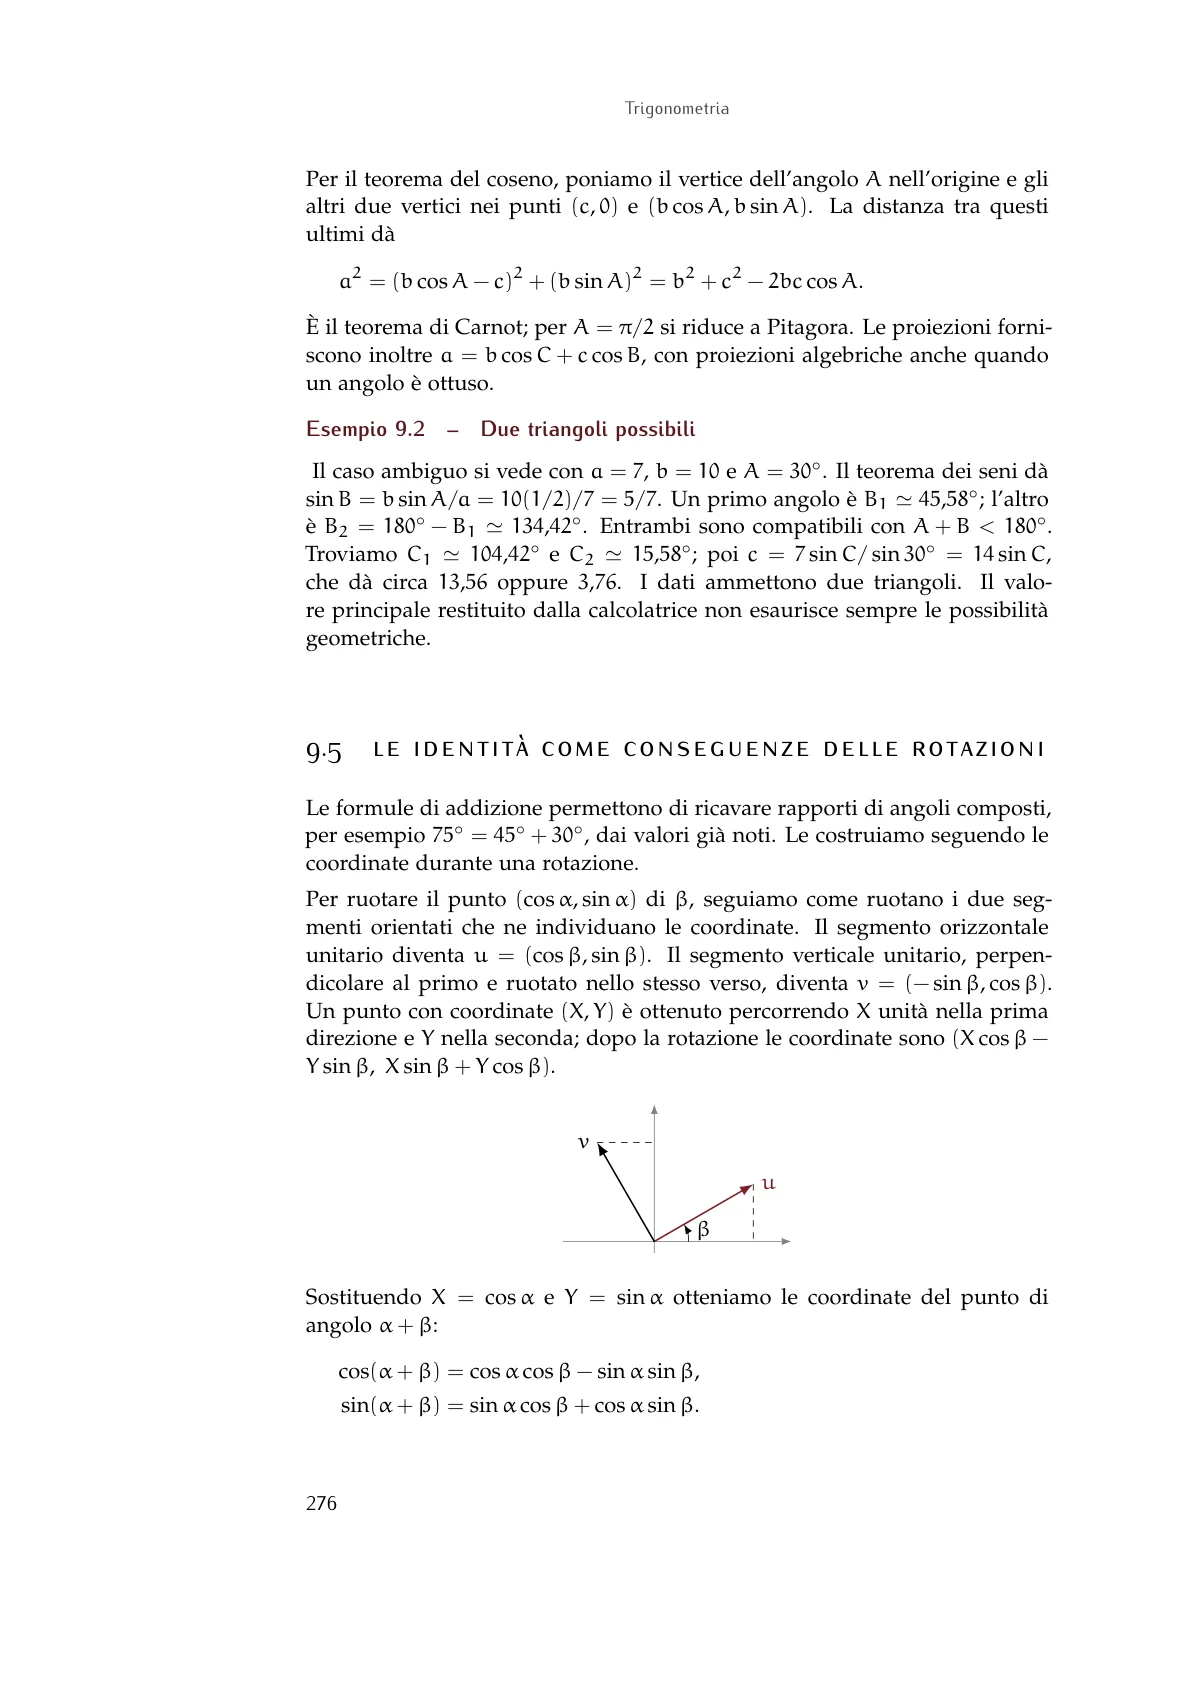 Trigonometria
Per il teorema del coseno, poniamo il vertice dell'angolo A nell'origine e gli
altri due vertici nei punti (c, 0) e (b cos A, b sin A). La distanza tra questi
ultimi dà
a² = (b cos A − c)² + (b sin A)² = b² + c² − 2bc cos A.
È il teorema di Carnot; per A = π/2 si riduce a Pitagora. Le proiezioni forni-
scono inoltre a = b cos C + c cos B, con proiezioni algebriche anche quando
un angolo è ottuso.
Esempio 9.2 – Due triangoli possibili
Il caso ambiguo si vede con a = 7, b = 10 e A = 30°. Il teorema dei seni dà
sin B = b sin A/a = 10(1/2)/7 = 5/7. Un primo angolo è B₁ ≃ 45,58°; l'altro
è B₂ = 180° − B₁ ≃ 134,42°. Entrambi sono compatibili con A + B < 180°.
Troviamo C₁ ≃ 104,42° e C₂ ≃ 15,58°; poi c = 7 sin C/ sin 30° = 14 sin C,
che dà circa 13,56 oppure 3,76. I dati ammettono due triangoli. Il valo-
re principale restituito dalla calcolatrice non esaurisce sempre le possibilità
geometriche.
9.5 LE IDENTITÀ COME CONSEGUENZE DELLE ROTAZIONI
Le formule di addizione permettono di ricavare rapporti di angoli composti,
per esempio 75° = 45° + 30°, dai valori già noti. Le costruiamo seguendo le
coordinate durante una rotazione.
Per ruotare il punto (cos α, sin α) di β, seguiamo come ruotano i due seg-
menti orientati che ne individuano le coordinate. Il segmento orizzontale
unitario diventa u = (cos β, sin β). Il segmento verticale unitario, perpen-
dicolare al primo e ruotato nello stesso verso, diventa v = (− sin β, cos β).
Un punto con coordinate (X, Y) è ottenuto percorrendo X unità nella prima
direzione e Y nella seconda; dopo la rotazione le coordinate sono (X cos β −
Y sin β, X sin β + Y cos β).
v
u
β
Sostituendo X = cos α e Y = sin α otteniamo le coordinate del punto di
angolo α + β:
cos(α + β) = cos α cos β − sin α sin β,
sin(α + β) = sin α cos β + cos α sin β.
276